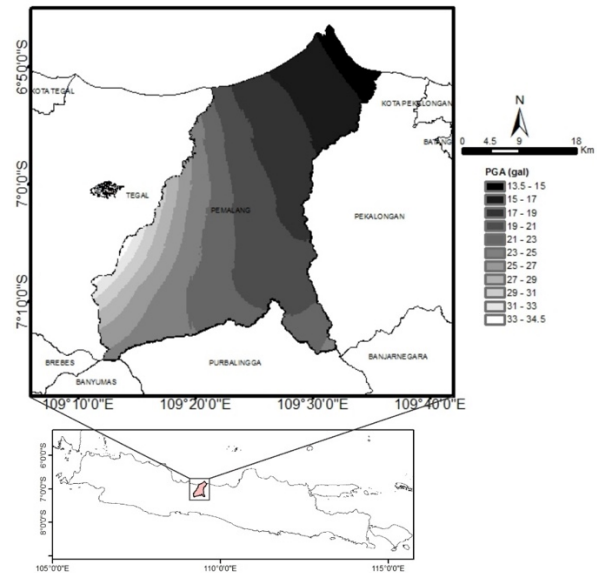 6°50'0"S
7°0'0"S
7°10'0"S
KOTA TEGAL
TEGAL
PEMALANG
KOTA PEKALONGAN
BATANG
PEKALONGAN
BREBES
BANYUMAS
PURBALINGGA
BANJARNEGARA
109°10'0"E 109°20'0"E 109°30'0"E 109°40'0"E
N
0 4.5 9 18
Km
PGA (gal)
13.5 - 15
15 - 17
17 - 19
19 - 21
21 - 23
23 - 25
25 - 27
27 - 29
29 - 31
31 - 33
33 - 34.5
6°0'0"S
7°0'0"S
8°0'0"S
105°0'0"E 110°0'0"E 115°0'0"E